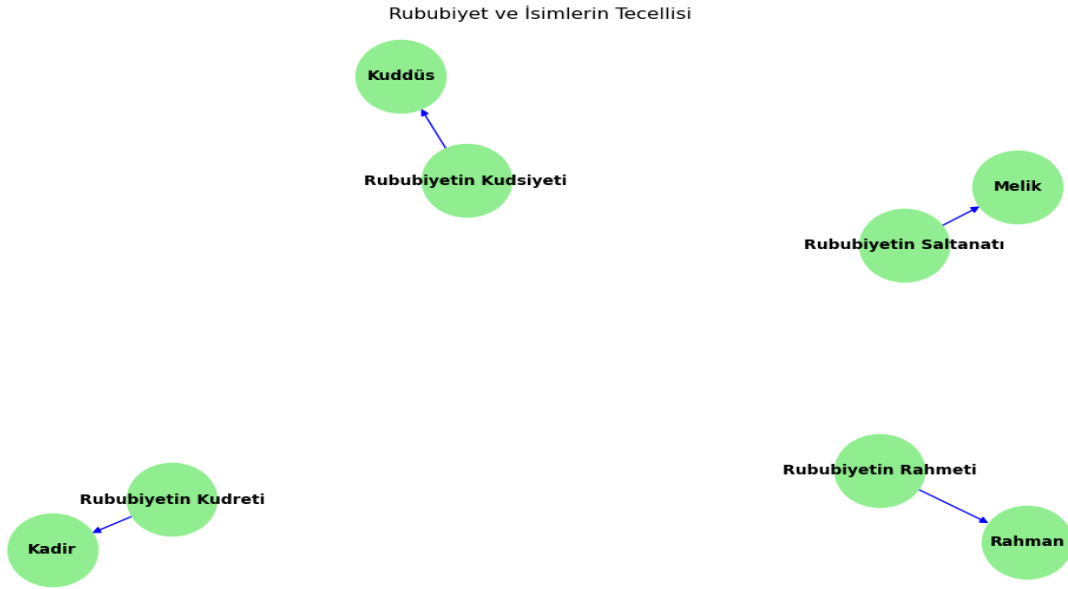 Rububiyet ve İsimlerin Tecellisi
Kuddüs
Rububiyetin Kudsiyeti
Melik
Rububiyetin Saltanatı
Rububiyetin Rahmeti
Rububiyetin Kudreti
Rahman
Kadir